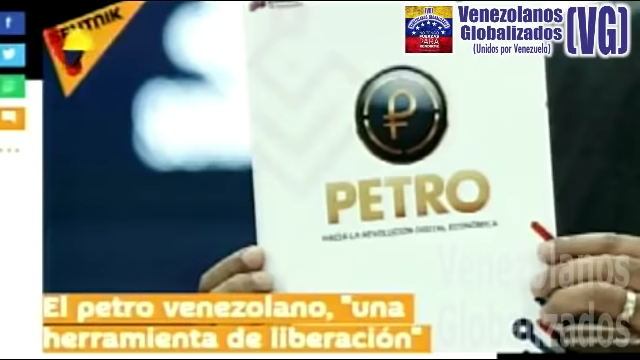 Venezolanos
Globalizados
(Unidos por Venezuela)
(VG)
PETRO
HACIA LA REVOLUCIÓN DIGITAL ECONÓMICA
El petro venezolano, "una
herramienta de liberación"
Venezolanos
Globalizados